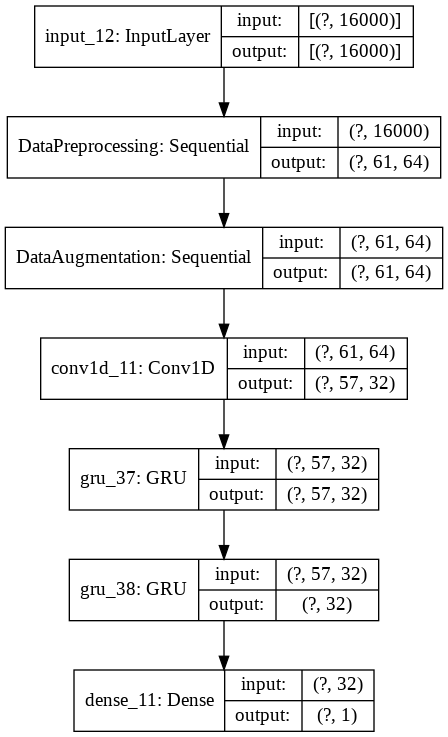 input_12: InputLayer
input: [(?, 16000)]
output: [(?, 16000)]
DataPreprocessing: Sequential
input: (?, 16000)
output: (?, 61, 64)
DataAugmentation: Sequential
input: (?, 61, 64)
output: (?, 61, 64)
conv1d_11: Conv1D
input: (?, 61, 64)
output: (?, 57, 32)
gru_37: GRU
input: (?, 57, 32)
output: (?, 57, 32)
gru_38: GRU
input: (?, 57, 32)
output: (?, 32)
dense_11: Dense
input: (?, 32)
output: (?, 1)